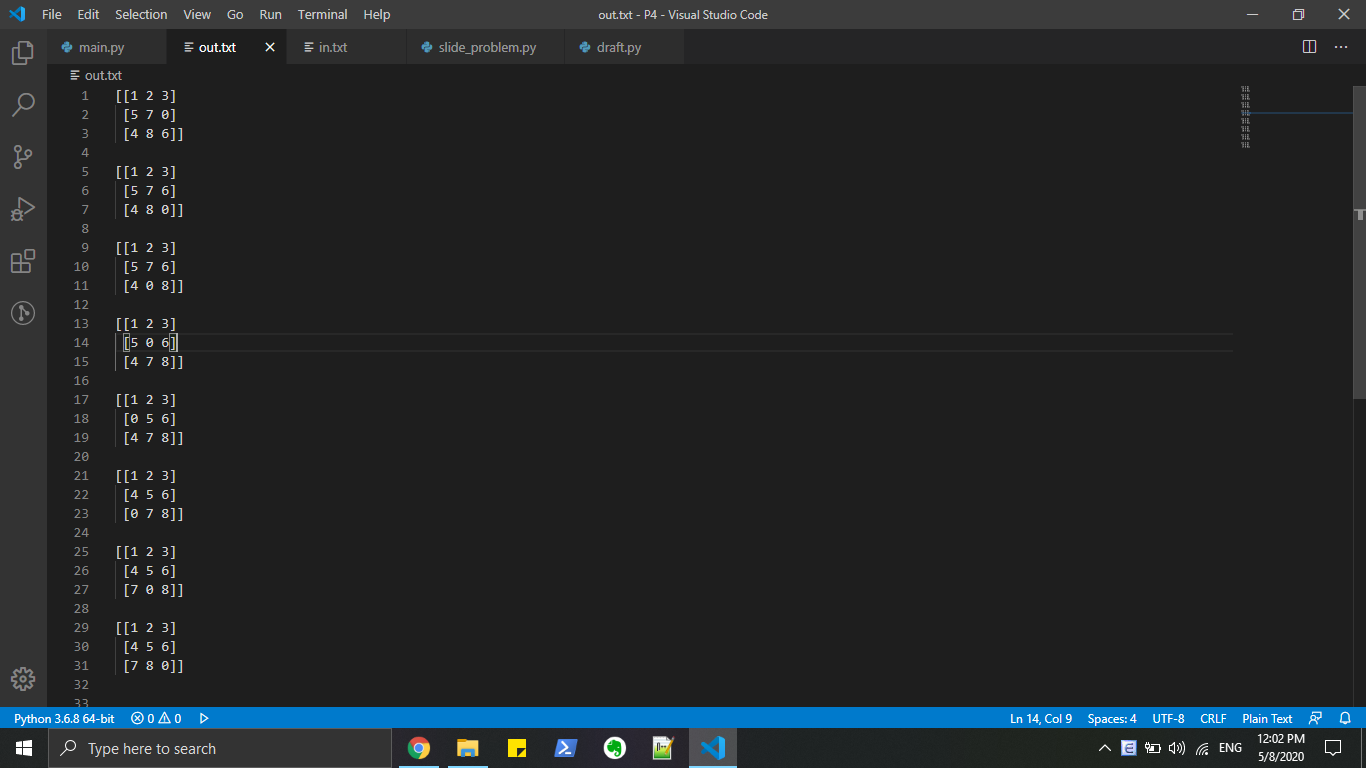 File Edit Selection View Go Run Terminal Help out.txt - P4 - Visual Studio Code
main.py out.txt in.txt slide_problem.py draft.py
out.txt
1 [[1 2 3]
2 [5 7 0]
3 [4 8 6]]
4
5 [[1 2 3]
6 [5 7 6]
7 [4 8 0]]
8
9 [[1 2 3]
10 [5 7 6]
11 [4 0 8]]
12
13 [[1 2 3]
14 [5 0 6]
15 [4 7 8]]
16
17 [[1 2 3]
18 [0 5 6]
19 [4 7 8]]
20
21 [[1 2 3]
22 [4 5 6]
23 [0 7 8]]
24
25 [[1 2 3]
26 [4 5 6]
27 [7 0 8]]
28
29 [[1 2 3]
30 [4 5 6]
31 [7 8 0]]
32
33
Python 3.6.8 64-bit 0 0 Ln 14, Col 9 Spaces: 4 UTF-8 CRLF Plain Text
Type here to search ENG 12:02 PM
5/8/2020